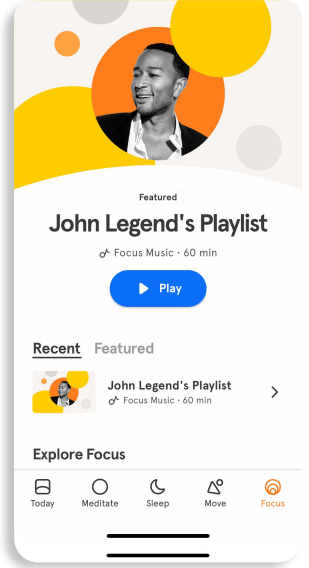 Featured
John Legend's Playlist
Focus Music · 60 min
Play
Recent Featured
John Legend's Playlist
Focus Music · 60 min
Explore Focus
Today Meditate Sleep Move Focus